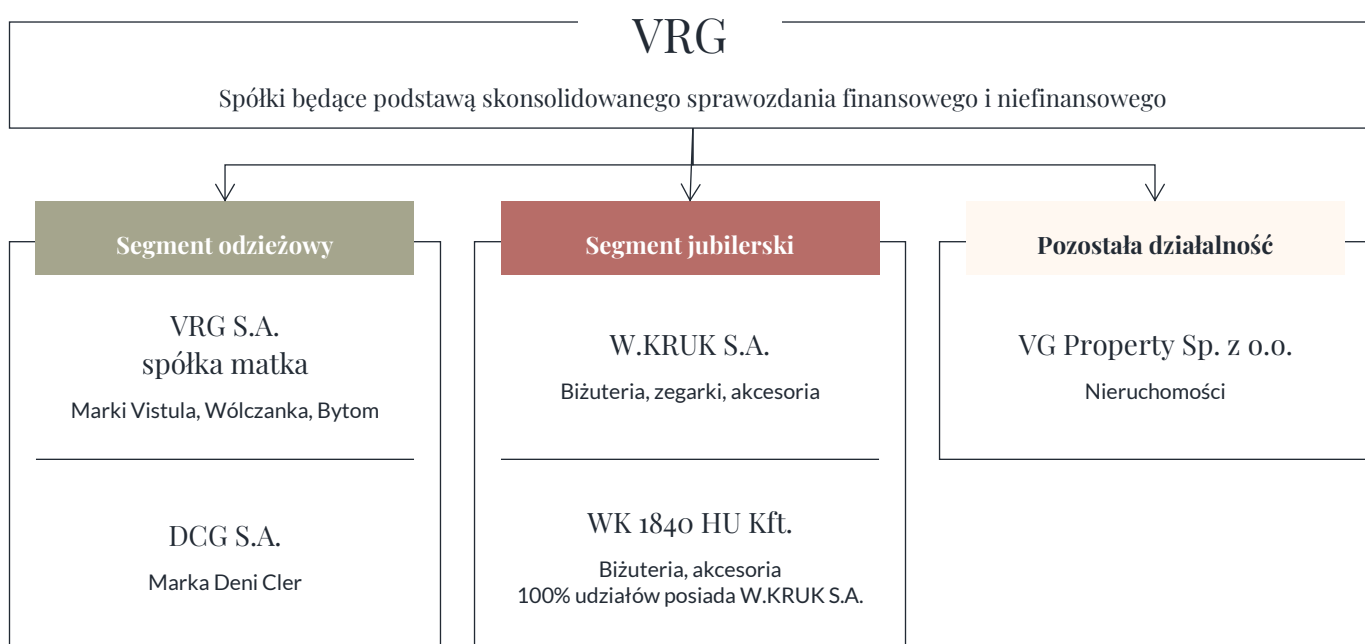 VRG
Spółki będące podstawą skonsolidowanego sprawozdania finansowego i niefinansowego
Segment odzieżowy
VRG S.A.
spółka matka
Marki Vistula, Wólczanka, Bytom
DCG S.A.
Marka Deni Cler
Segment jubilerski
W.KRUK S.A.
Biżuteria, zegarki, akcesoria
WK 1840 HU Kft.
Biżuteria, akcesoria
100% udziałów posiada W.KRUK S.A.
Pozostała działalność
VG Property Sp. z o.o.
Nieruchomości